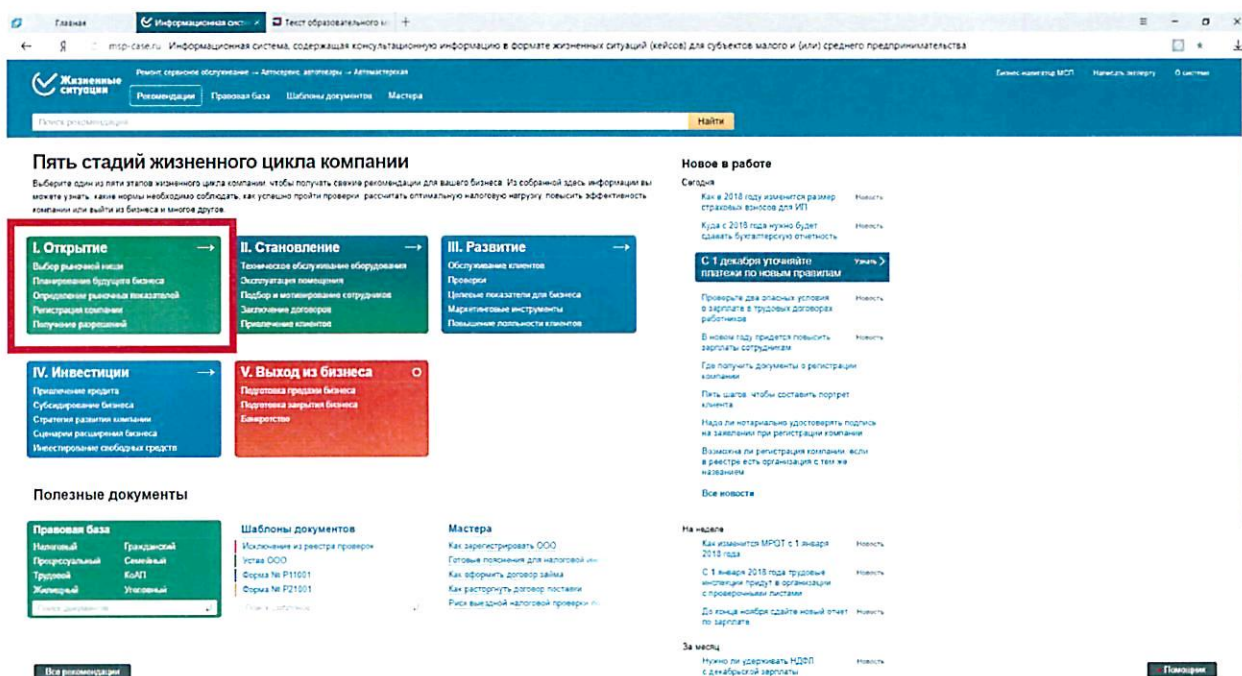 Главная
Информационная сист
Текст образовательного м
Я
msp-case.ru Информационная система, содержащая консультационную информацию в формате жизненных ситуаций (кейсов) для субъектов малого и (или) среднего предпринимательства
Жизненные
ситуации
Ремонт, сервисное обслуживание → Автосервис, автотовары → Автомастерская
Рекомендации Правовая база Шаблоны документов Мастера
Бизнес-навигатор МСП Написать эксперту О системе
Поиск рекомендации
Найти
Пять стадий жизненного цикла компании
Выберите один из пяти этапов жизненного цикла компании, чтобы получать свежие рекомендации для вашего бизнеса. Из собранной здесь информации вы
можете узнать, какие нормы необходимо соблюдать, как успешно пройти проверки, рассчитать оптимальную налоговую нагрузку, повысить эффективность
компании или выйти из бизнеса и многое другое.
I. Открытие →
Выбор рыночной ниши
Планирование будущего бизнеса
Определение рыночных показателей
Регистрация компании
Получение разрешений
II. Становление →
Техническое обслуживание оборудования
Эксплуатация помещения
Подбор и мотивирование сотрудников
Заключение договоров
Привлечение клиентов
III. Развитие →
Обслуживание клиентов
Проверки
Целевые показатели для бизнеса
Маркетинговые инструменты
Повышение лояльности клиентов
IV. Инвестиции →
Привлечение кредита
Субсидирование бизнеса
Стратегия развития компании
Сценарии расширения бизнеса
Инвестирование свободных средств
V. Выход из бизнеса
Подготовка продажи бизнеса
Подготовка закрытия бизнеса
Банкротство
Полезные документы
Правовая база
Налоговый Гражданский
Процессуальный Семейный
Трудовой КоАП
Жилищный Уголовный
Поиск документов
Шаблоны документов
Исключение из реестра проверок
Устав ООО
Форма № Р11001
Форма № Р21001
Поиск шаблонов
Мастера
Как зарегистрировать ООО
Готовые пояснения для налоговой ин
Как оформить договор займа
Как расторгнуть договор поставки
Риск выездной налоговой проверки
Все рекомендации
Новое в работе
Сегодня
Как в 2018 году изменится размер Новость
страховых взносов для ИП
Куда с 2018 года нужно будет Новость
сдавать бухгалтерскую отчетность
С 1 декабря уточняйте Узнать
платежи по новым правилам
Проверьте два опасных условия Новость
о зарплате в трудовых договорах
работников
В новом году придется повысить Новость
зарплаты сотрудникам
Где получить документы о регистрации
компании
Пять шагов, чтобы составить портрет
клиента
Надо ли нотариально удостоверять подпись
на заявлении при регистрации компании
Возможна ли регистрация компании, если
в реестре есть организация с тем же
названием
Все новости
На неделе
Как изменится МРОТ с 1 января Новость
2018 года
С 1 января 2018 года трудовые Новость
инспекции придут в организации
с проверочными листами
До конца ноября сдайте новый отчет Новость
по зарплате
За месяц
Нужно ли удерживать НДФЛ Новость
с декабрьской зарплаты
Помощник